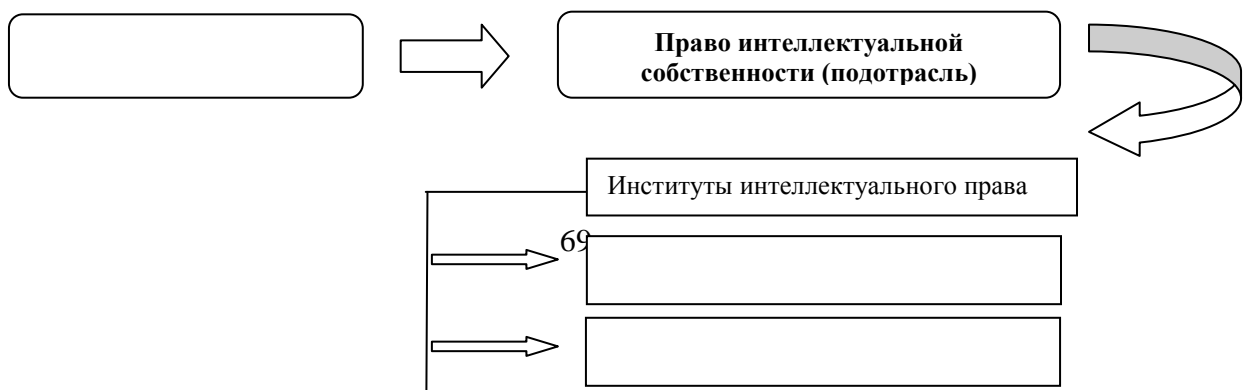 Право интеллектуальной
собственности (подотрасль)
Институты интеллектуального права
69